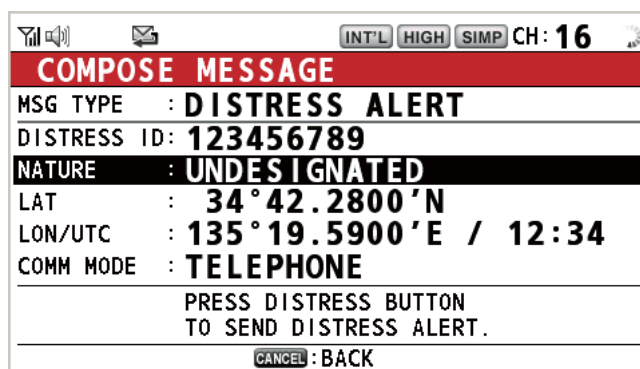 INT'L HIGH SIMP CH: 16
COMPOSE MESSAGE
MSG TYPE : DISTRESS ALERT
DISTRESS ID: 123456789
NATURE : UNDESIGNATED
LAT : 34°42.2800'N
LON/UTC : 135°19.5900'E / 12:34
COMM MODE : TELEPHONE
PRESS DISTRESS BUTTON
TO SEND DISTRESS ALERT.
CANCEL : BACK